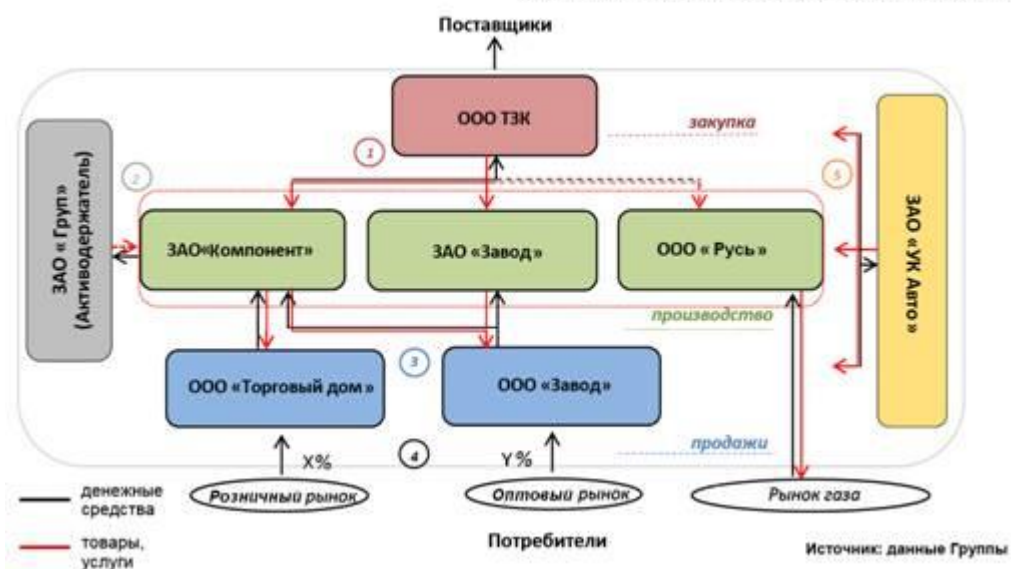 Поставщики
ООО ТЗК
закупка
1
2
5
ЗАО « Груп»
(Активодержатель)
ЗАО «УК Авто»
ЗАО«Компонент»
ЗАО «Завод»
ООО « Русь»
производство
3
ООО «Торговый дом»
ООО «Завод»
4
продажи
X%
Y%
Розничный рынок
Оптовый рынок
Рынок газа
денежные
средства
товары,
услуги
Потребители
Источник: данные Группы